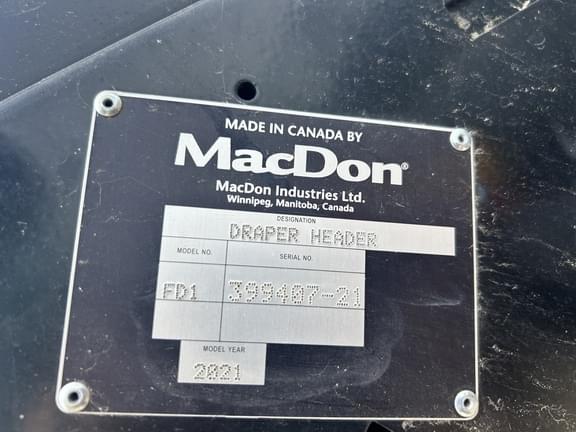 MADE IN CANADA BY
MacDon®
MacDon Industries Ltd.
Winnipeg, Manitoba, Canada
DESIGNATION
DRAPER HEADER
MODEL NO. SERIAL NO.
FD1 399407-21
MODEL YEAR
2021